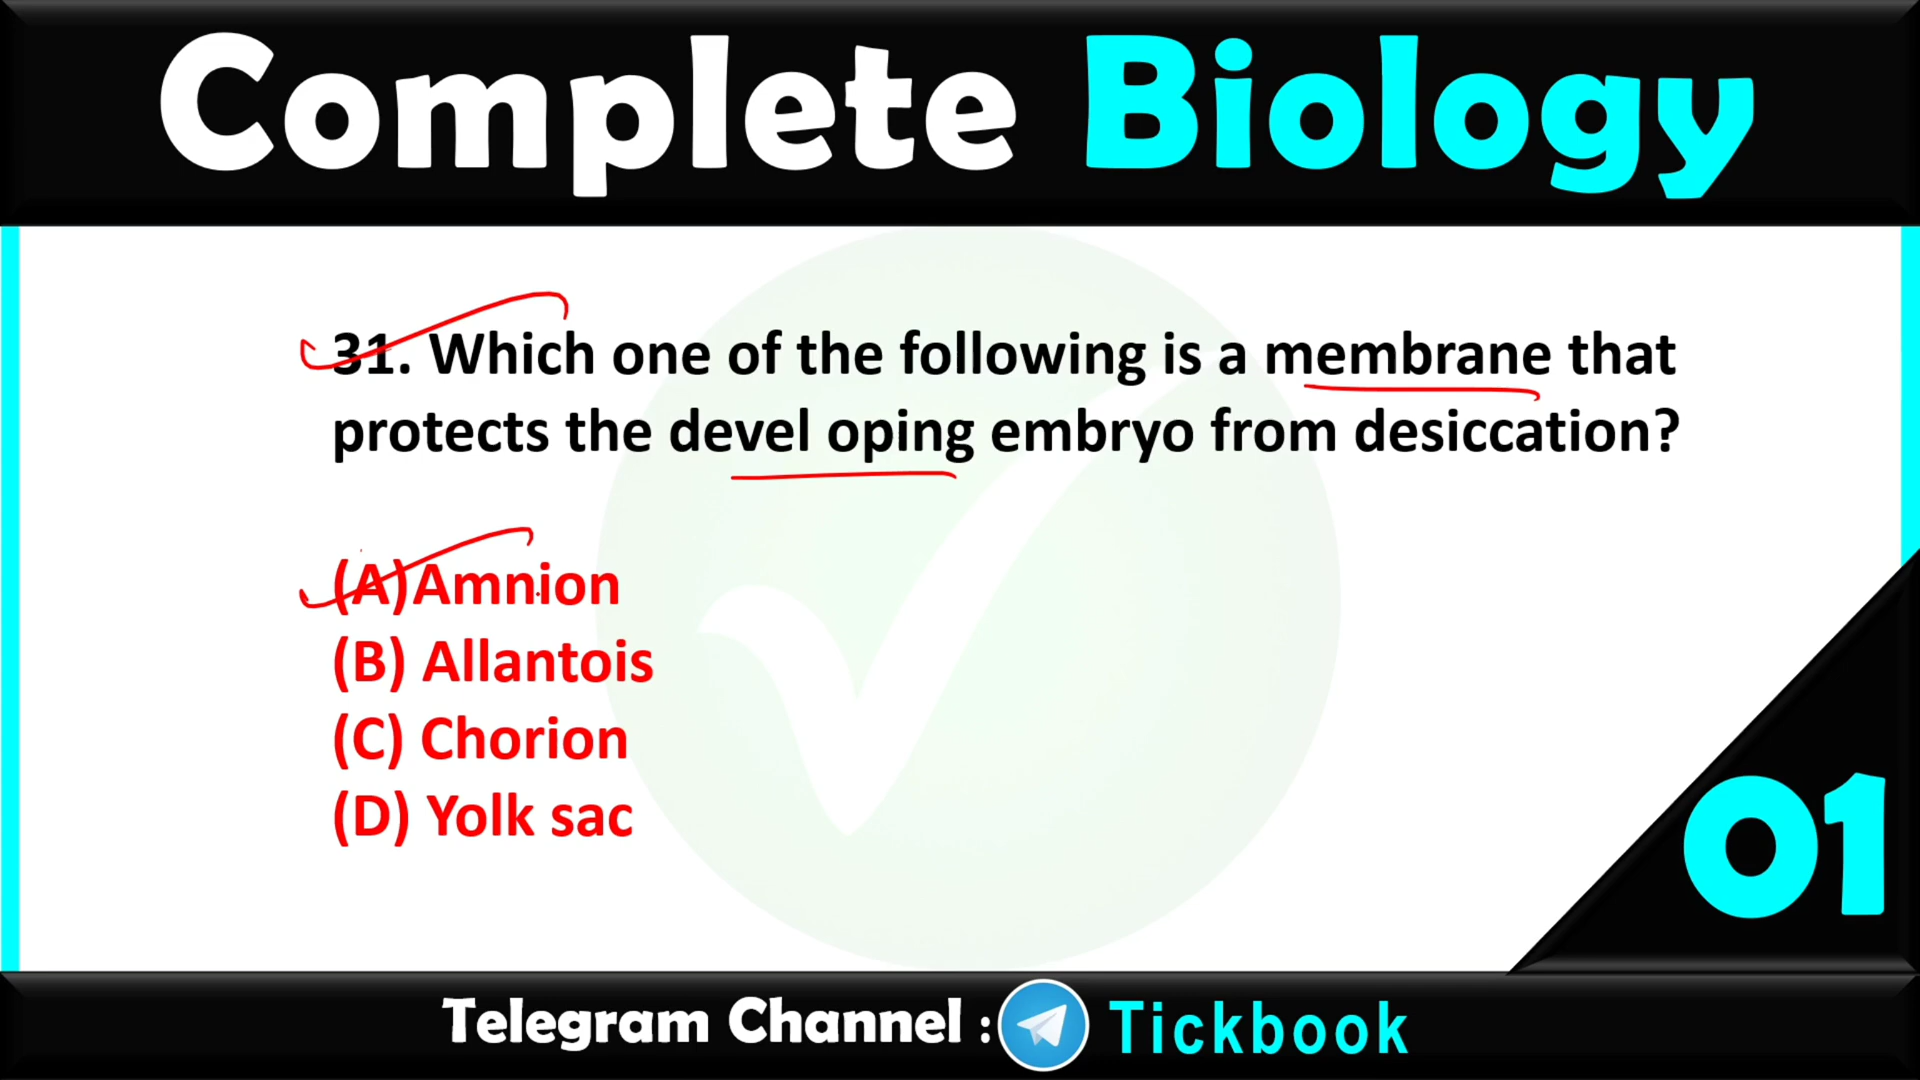 Complete Biology
31. Which one of the following is a membrane that
protects the devel oping embryo from desiccation?
(A)Amnion
(B) Allantois
(C) Chorion
(D) Yolk sac
01
Telegram Channel : Tickbook